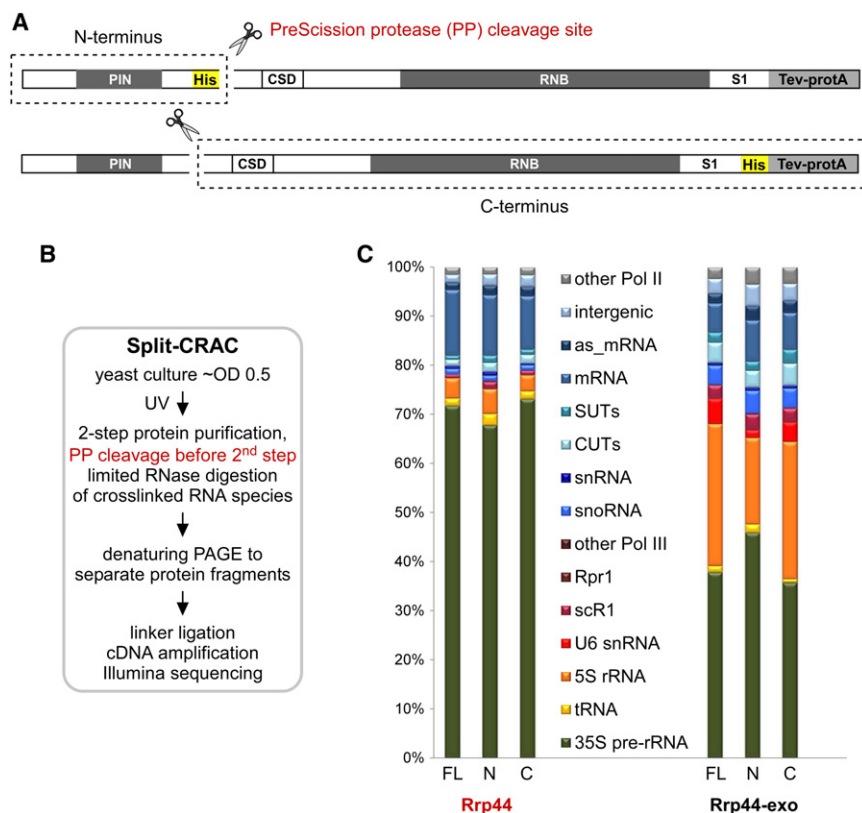 A
N-terminus
PreScission protease (PP) cleavage site
PIN
His
CSD
RNB
S1
Tev-protA
PIN
CSD
RNB
S1
His
Tev-protA
C-terminus
B
Split-CRAC
yeast culture ~OD 0.5
UV
2-step protein purification,
PP cleavage before 2nd step
limited RNase digestion
of crosslinked RNA species
denaturing PAGE to
separate protein fragments
linker ligation
cDNA amplification
Illumina sequencing
C
100%
90%
80%
70%
60%
50%
40%
30%
20%
10%
0%
FL
N
C
Rrp44
other Pol II
intergenic
as_mRNA
mRNA
SUTs
CUTs
snRNA
snoRNA
other Pol III
Rpr1
scR1
U6 snRNA
5S rRNA
tRNA
35S pre-rRNA
FL
N
C
Rrp44-exo